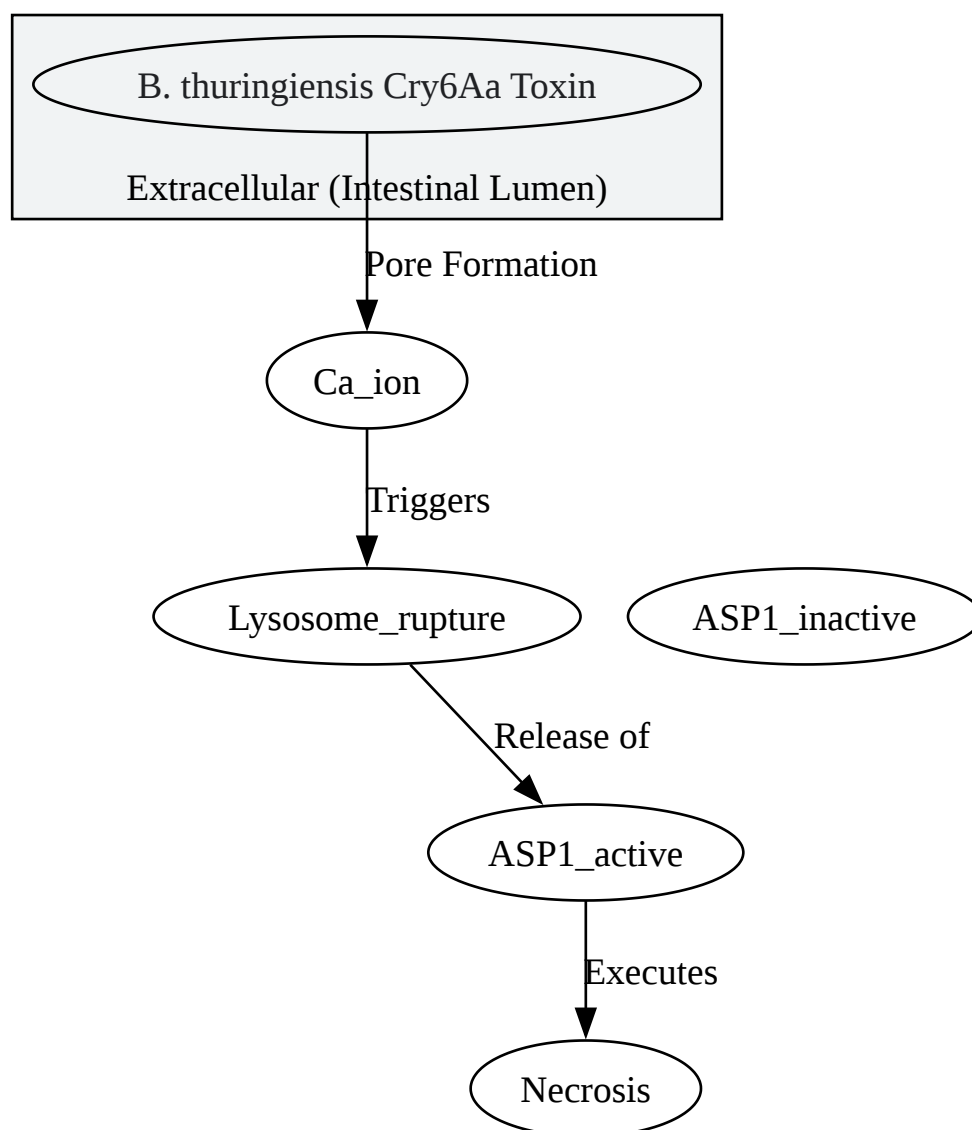 B. thuringiensis Cry6Aa Toxin
Extracellular (Intestinal Lumen)
Pore Formation
Ca_ion
Triggers
Lysosome_rupture
ASP1_inactive
Release of
ASP1_active
Executes
Necrosis